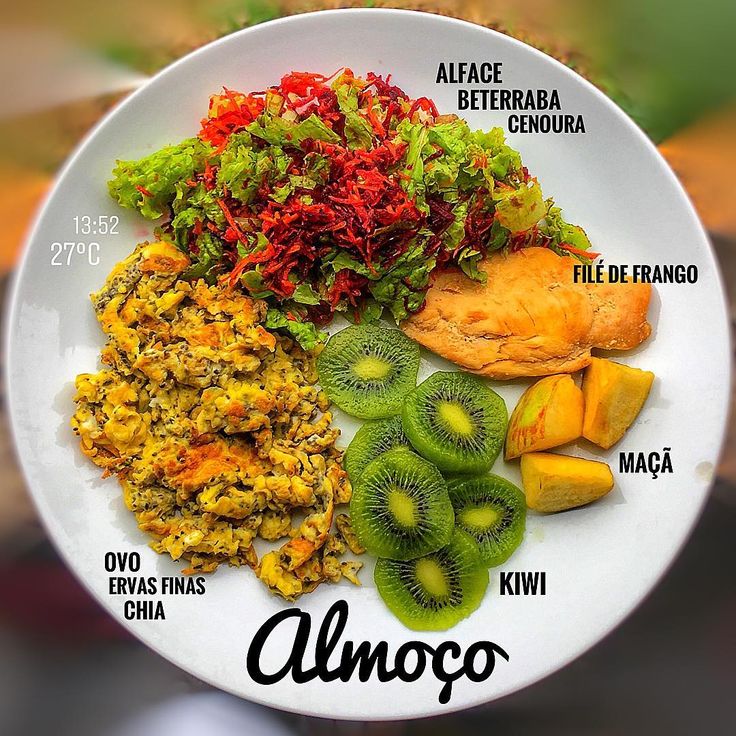 ALFACE
BETERRABA
CENOURA
13:52
27°C
FILÉ DE FRANGO
MAÇÃ
OVO
ERVAS FINAS
CHIA
KIWI
Almoço